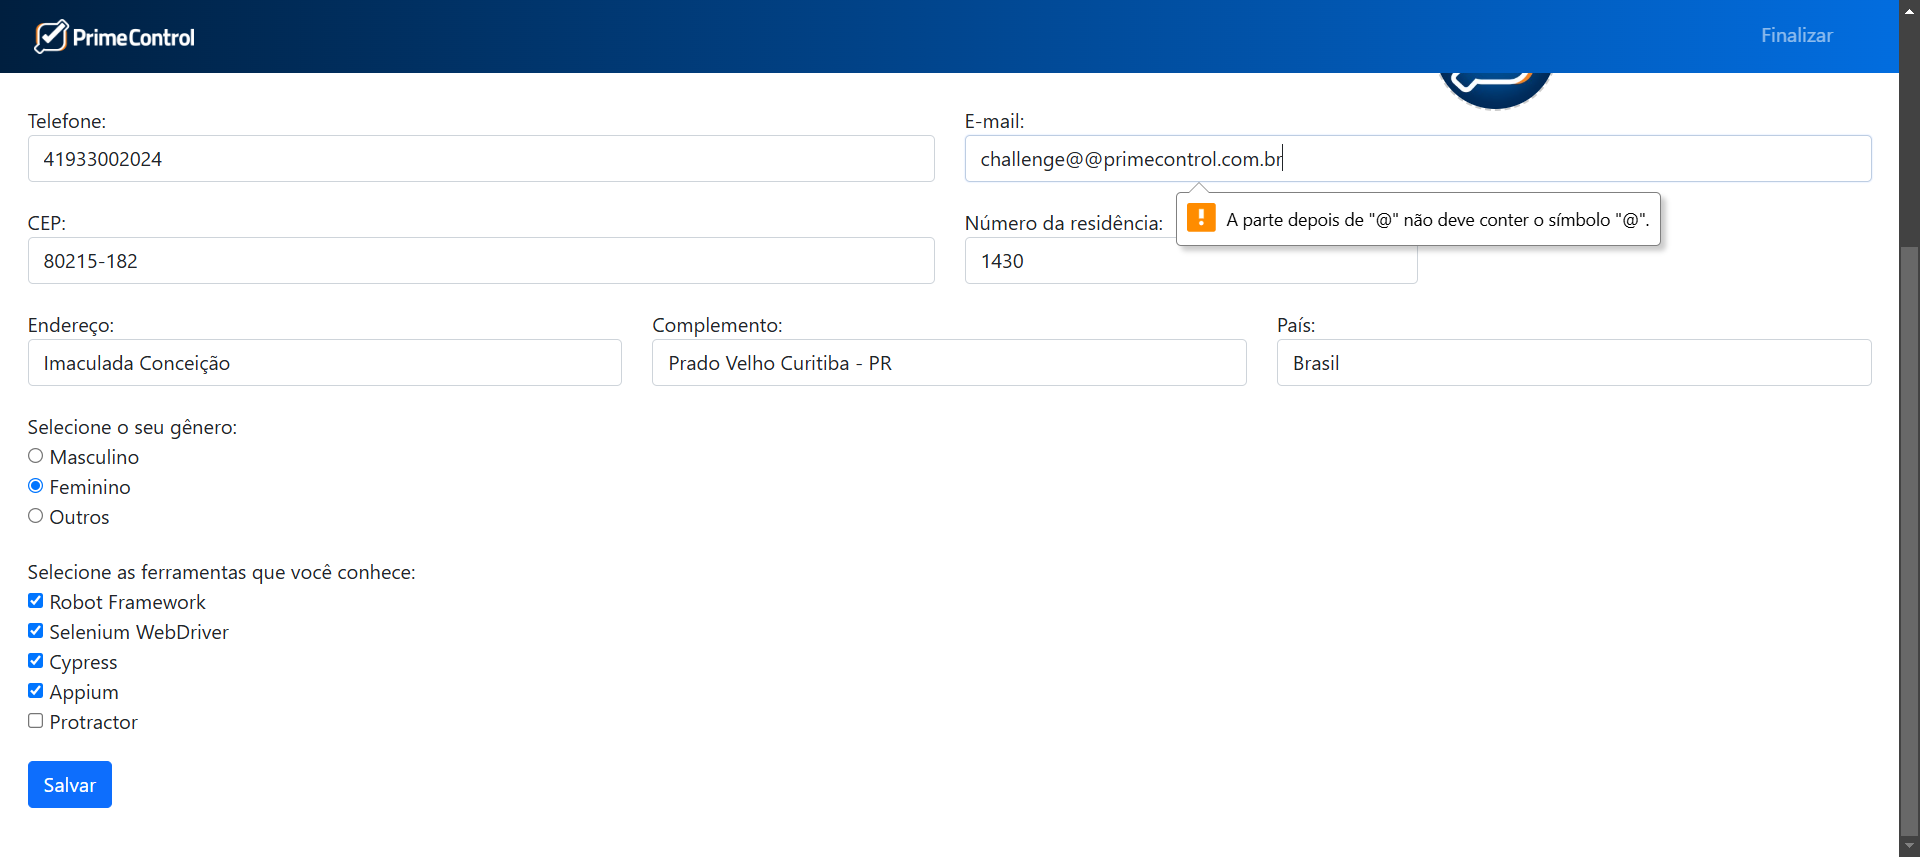 PrimeControl
Finalizar
Telefone:
E-mail:
41933002024
challenge@@primecontrol.com.br
A parte depois de "@" não deve conter o símbolo "@".
CEP:
Número da residência:
80215-182
1430
Endereço:
Complemento:
País:
Imaculada Conceição
Prado Velho Curitiba - PR
Brasil
Selecione o seu gênero:
Masculino
Feminino
Outros
Selecione as ferramentas que você conhece:
Robot Framework
Selenium WebDriver
Cypress
Appium
Protractor
Salvar